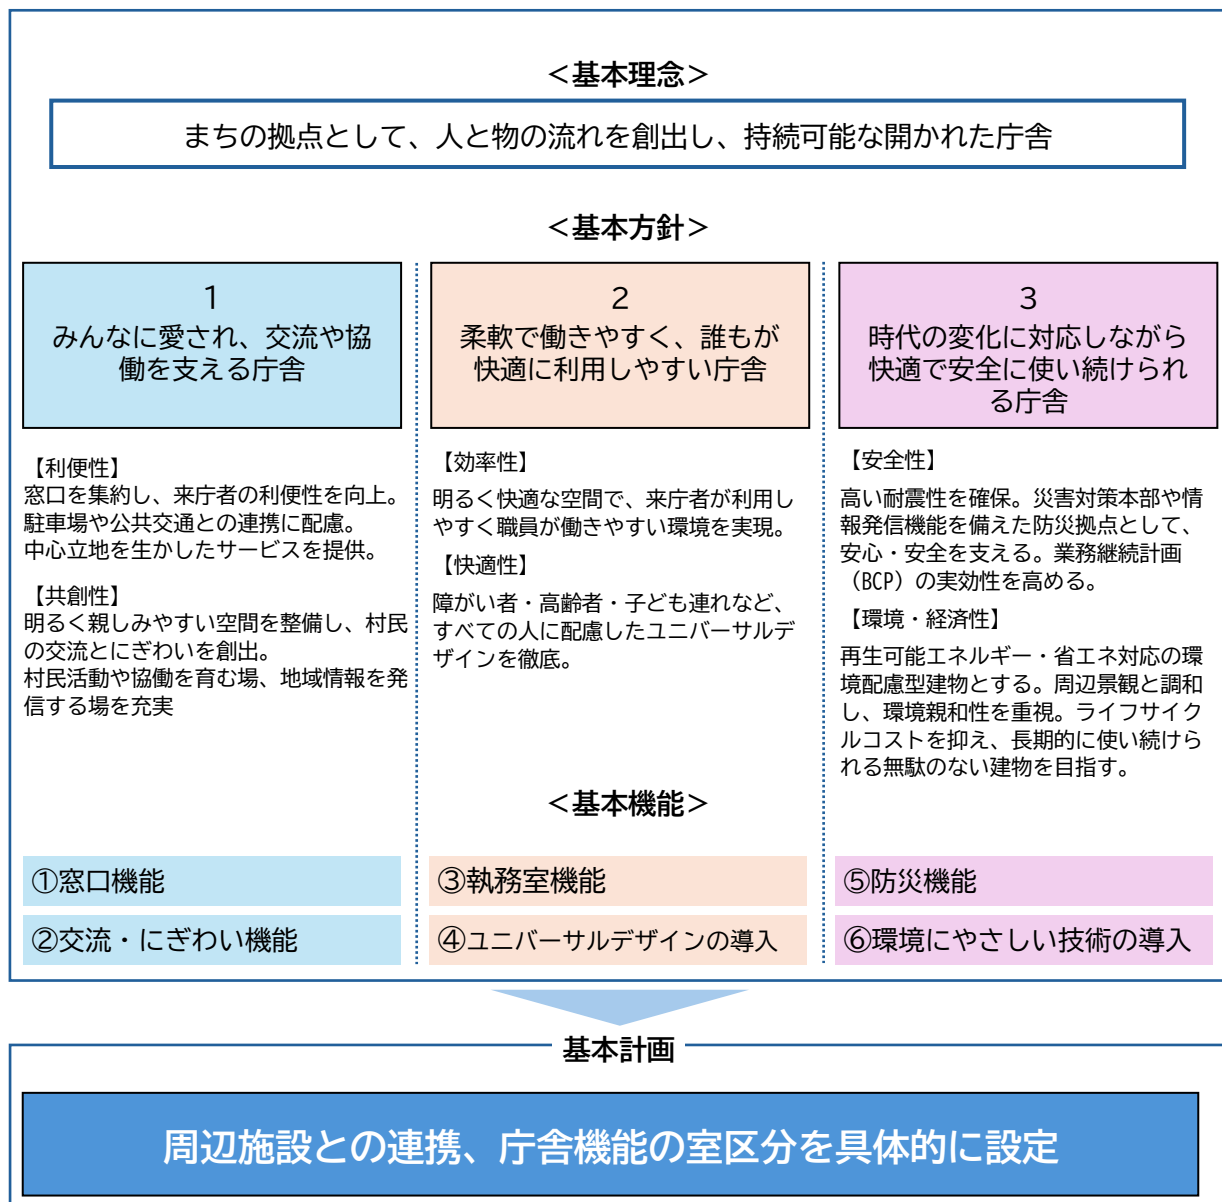 ＜基本理念＞
まちの拠点として、人と物の流れを創出し、持続可能な開かれた庁舎
＜基本方針＞
1
みんなに愛され、交流や協
働を支える庁舎
【利便性】
窓口を集約し、来庁者の利便性を向上。
駐車場や公共交通との連携に配慮。
中心立地を生かしたサービスを提供。
【共創性】
明るく親しみやすい空間を整備し、村民
の交流とにぎわいを創出。
村民活動や協働を育む場、地域情報を発
信する場を充実
2
柔軟で働きやすく、誰もが
快適に利用しやすい庁舎
【効率性】
明るく快適な空間で、来庁者が利用し
やすく職員が働きやすい環境を実現。
【快適性】
障がい者・高齢者・子ども連れなど、
すべての人に配慮したユニバーサルデ
ザインを徹底。
3
時代の変化に対応しながら
快適で安全に使い続けられ
る庁舎
【安全性】
高い耐震性を確保。災害対策本部や情
報発信機能を備えた防災拠点として、
安心・安全を支える。業務継続計画
（BCP）の実効性を高める。
【環境・経済性】
再生可能エネルギー・省エネ対応の環
境配慮型建物とする。周辺景観と調和
し、環境親和性を重視。ライフサイク
ルコストを抑え、長期的に使い続けら
れる無駄のない建物を目指す。
＜基本機能＞
①窓口機能
②交流・にぎわい機能
③執務室機能
④ユニバーサルデザインの導入
⑤防災機能
⑥環境にやさしい技術の導入
基本計画
周辺施設との連携、庁舎機能の室区分を具体的に設定